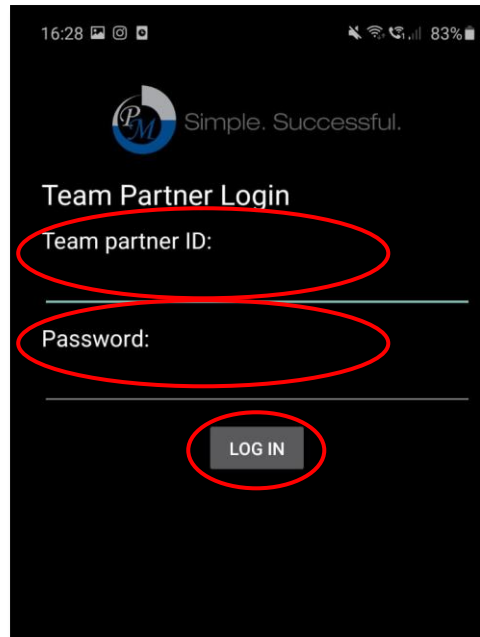 16:28 83%
PM Simple. Successful.
Team Partner Login
Team partner ID:
Password:
LOG IN